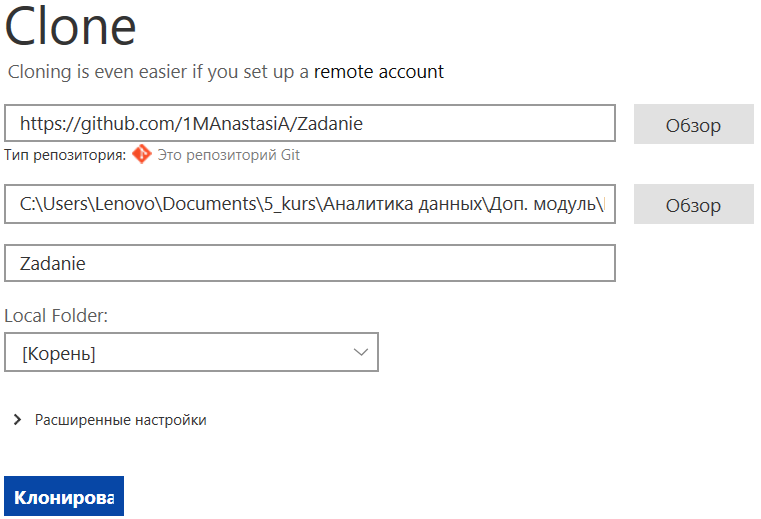 Clone
Cloning is even easier if you set up a remote account
https://github.com/1MAnastasiA/Zadanie
Обзор
Тип репозитория: Это репозиторий Git
C:\Users\Lenovo\Documents\5_kurs\Аналитика данных\Доп. модуль\
Обзор
Zadanie
Local Folder:
[Корень]
Расширенные настройки
Клонирова